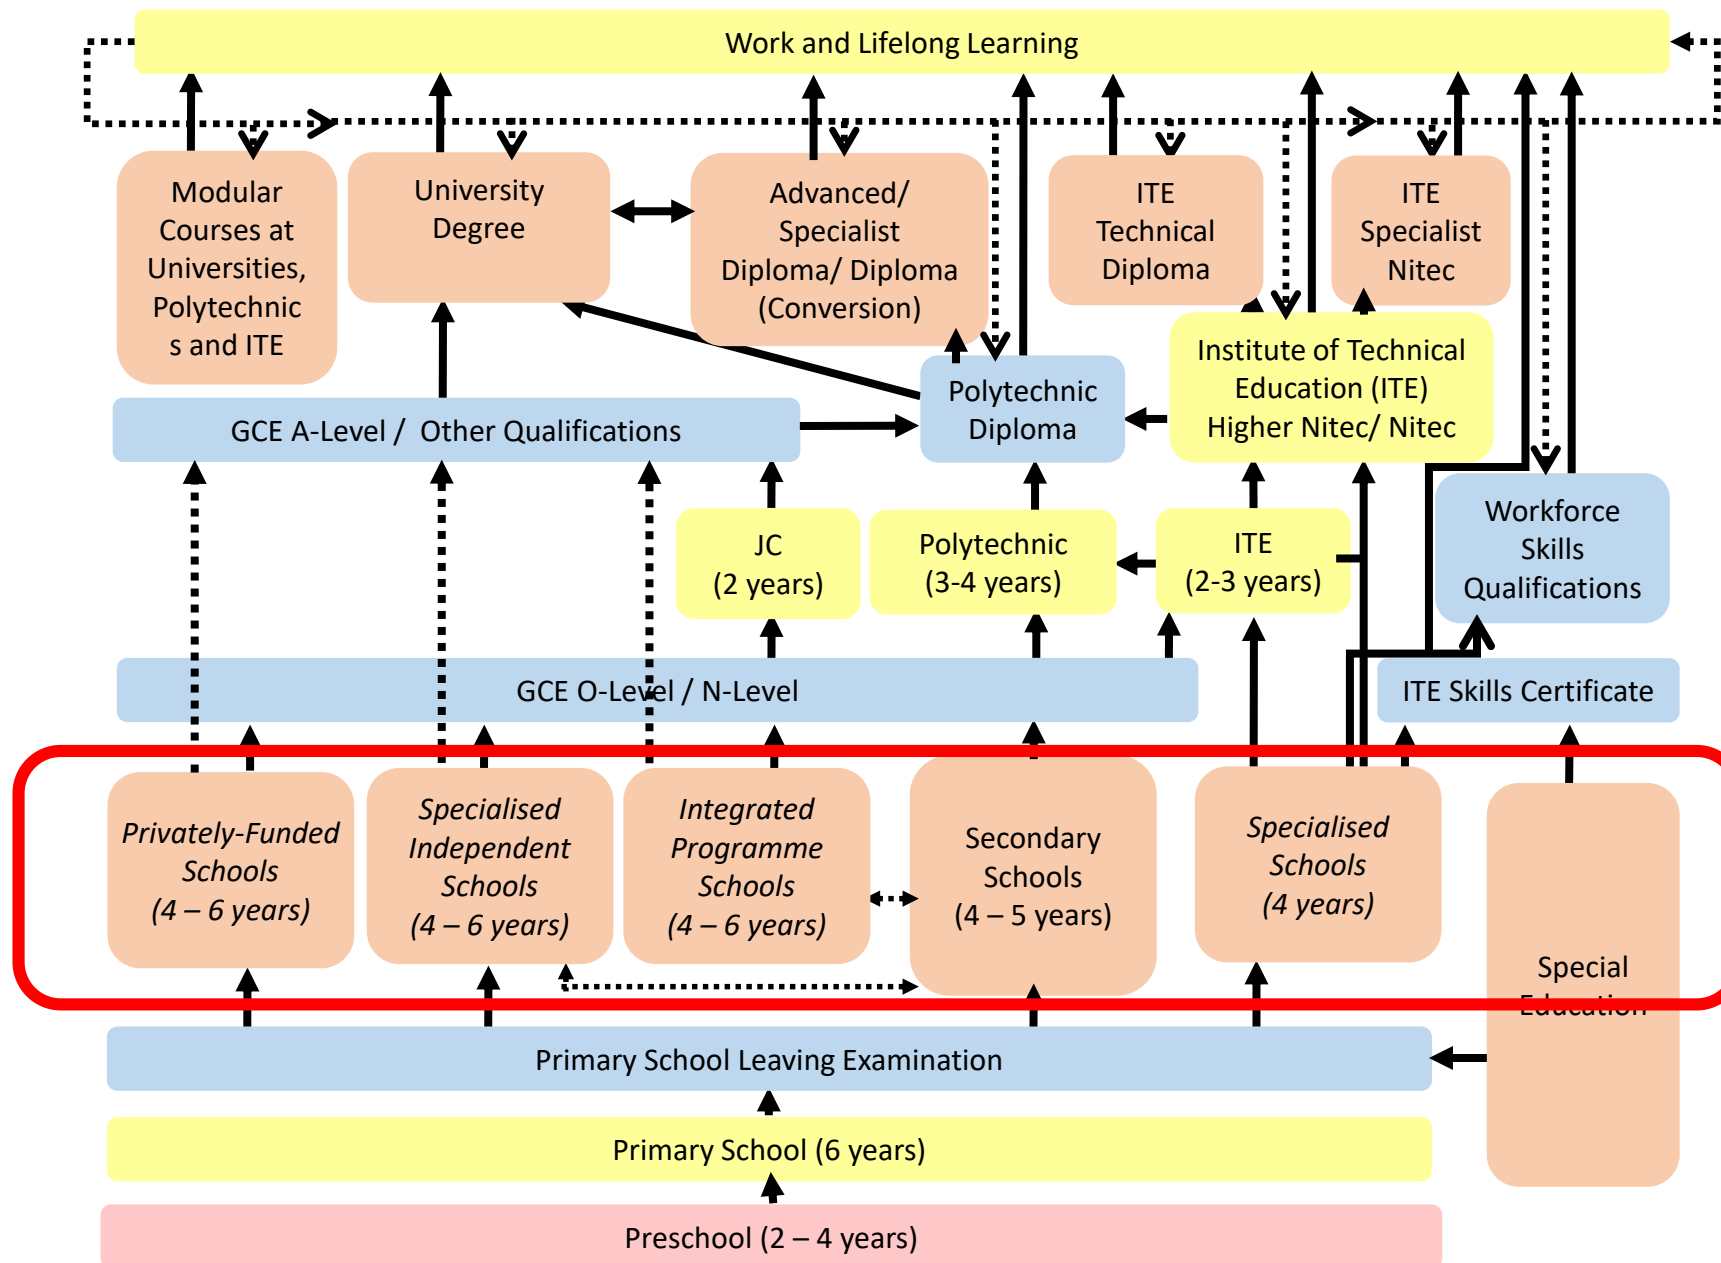 Work and Lifelong Learning
Modular
Courses at
Universities,
Polytechnic
s and ITE
University
Degree
Advanced/
Specialist
Diploma/ Diploma
(Conversion)
ITE
Technical
Diploma
ITE
Specialist
Nitec
Institute of Technical
Education (ITE)
Higher Nitec/ Nitec
Polytechnic
Diploma
GCE A-Level / Other Qualifications
Workforce
Skills
Qualifications
JC
(2 years)
Polytechnic
(3-4 years)
ITE
(2-3 years)
GCE O-Level / N-Level
ITE Skills Certificate
Privately-Funded
Schools
(4 – 6 years)
Specialised
Independent
Schools
(4 – 6 years)
Integrated
Programme
Schools
(4 – 6 years)
Secondary
Schools
(4 – 5 years)
Specialised
Schools
(4 years)
Special
Education
Primary School Leaving Examination
Primary School (6 years)
Preschool (2 – 4 years)